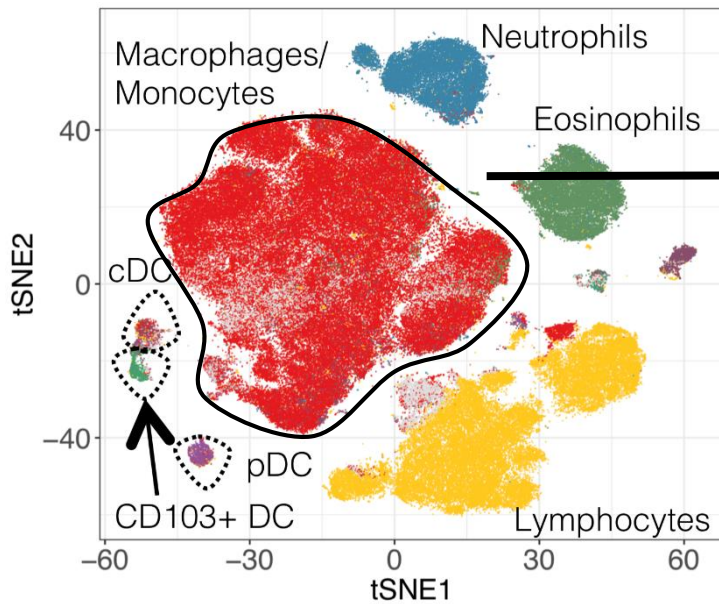 Macrophages/
Monocytes
Neutrophils
Eosinophils
cDC
pDC
CD103+ DC
Lymphocytes
tSNE2
40
0
−40
−60
−30
0
30
60
tSNE1